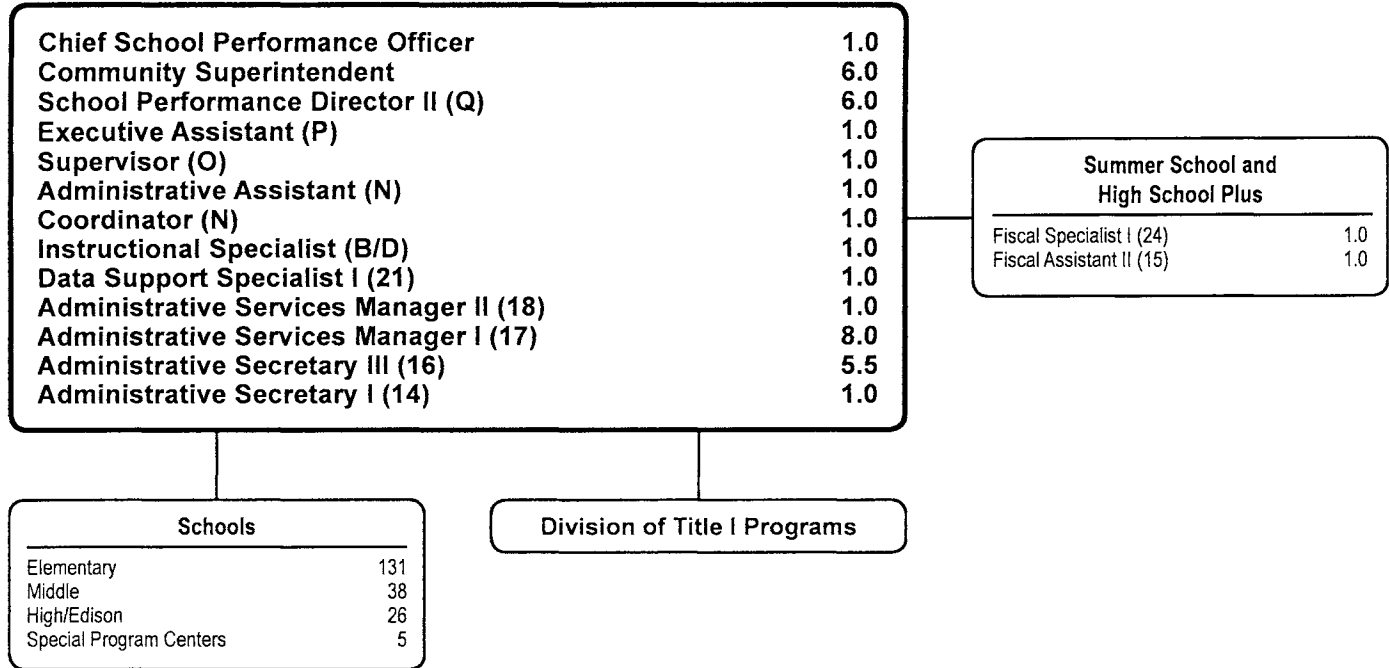 Chief School Performance Officer 1.0
Community Superintendent 6.0
School Performance Director II (Q) 6.0
Executive Assistant (P) 1.0
Supervisor (O) 1.0
Administrative Assistant (N) 1.0
Coordinator (N) 1.0
Instructional Specialist (B/D) 1.0
Data Support Specialist I (21) 1.0
Administrative Services Manager II (18) 1.0
Administrative Services Manager I (17) 8.0
Administrative Secretary III (16) 5.5
Administrative Secretary I (14) 1.0
Summer School and
High School Plus
Fiscal Specialist I (24) 1.0
Fiscal Assistant II (15) 1.0
Schools
Elementary 131
Middle 38
High/Edison 26
Special Program Centers 5
Division of Title I Programs